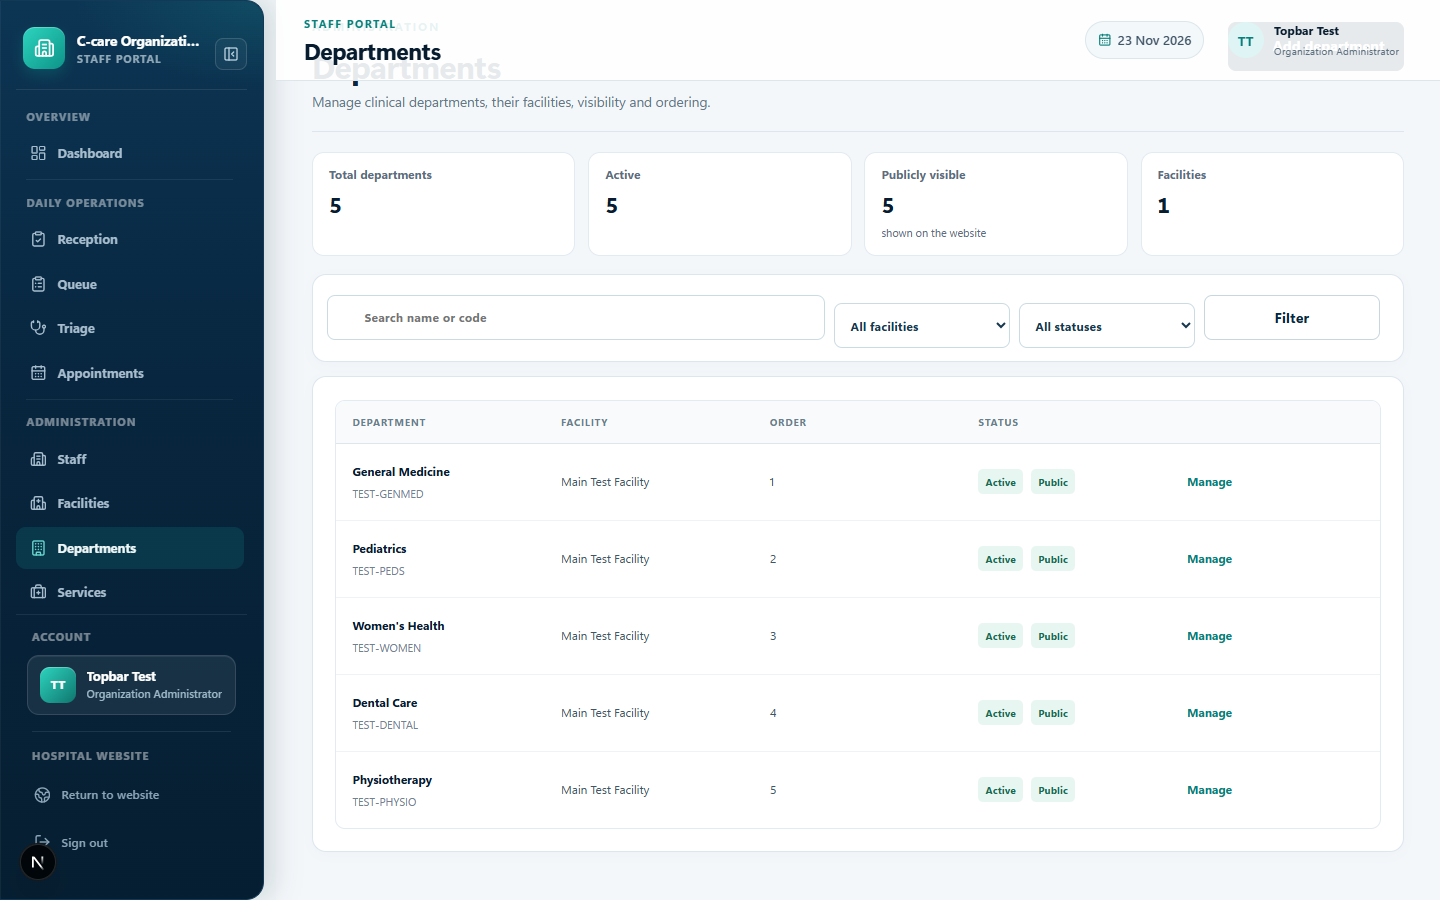 C-care Organizati...
STAFF PORTAL
OVERVIEW
Dashboard
DAILY OPERATIONS
Reception
Queue
Triage
Appointments
ADMINISTRATION
Staff
Facilities
Departments
Services
ACCOUNT
TT
Topbar Test
Organization Administrator
HOSPITAL WEBSITE
Return to website
Sign out
N
STAFF PORTAL
ADMINISTRATION
Departments
Departments
23 Nov 2026
TT
Topbar Test
Add department
Organization Administrator
Manage clinical departments, their facilities, visibility and ordering.
Total departments
5
Active
5
Publicly visible
5
shown on the website
Facilities
1
Search name or code
All facilities
All statuses
Filter
DEPARTMENT FACILITY ORDER STATUS
General Medicine
TEST-GENMED
Main Test Facility 1 Active Public Manage
Pediatrics
TEST-PEDS
Main Test Facility 2 Active Public Manage
Women's Health
TEST-WOMEN
Main Test Facility 3 Active Public Manage
Dental Care
TEST-DENTAL
Main Test Facility 4 Active Public Manage
Physiotherapy
TEST-PHYSIO
Main Test Facility 5 Active Public Manage